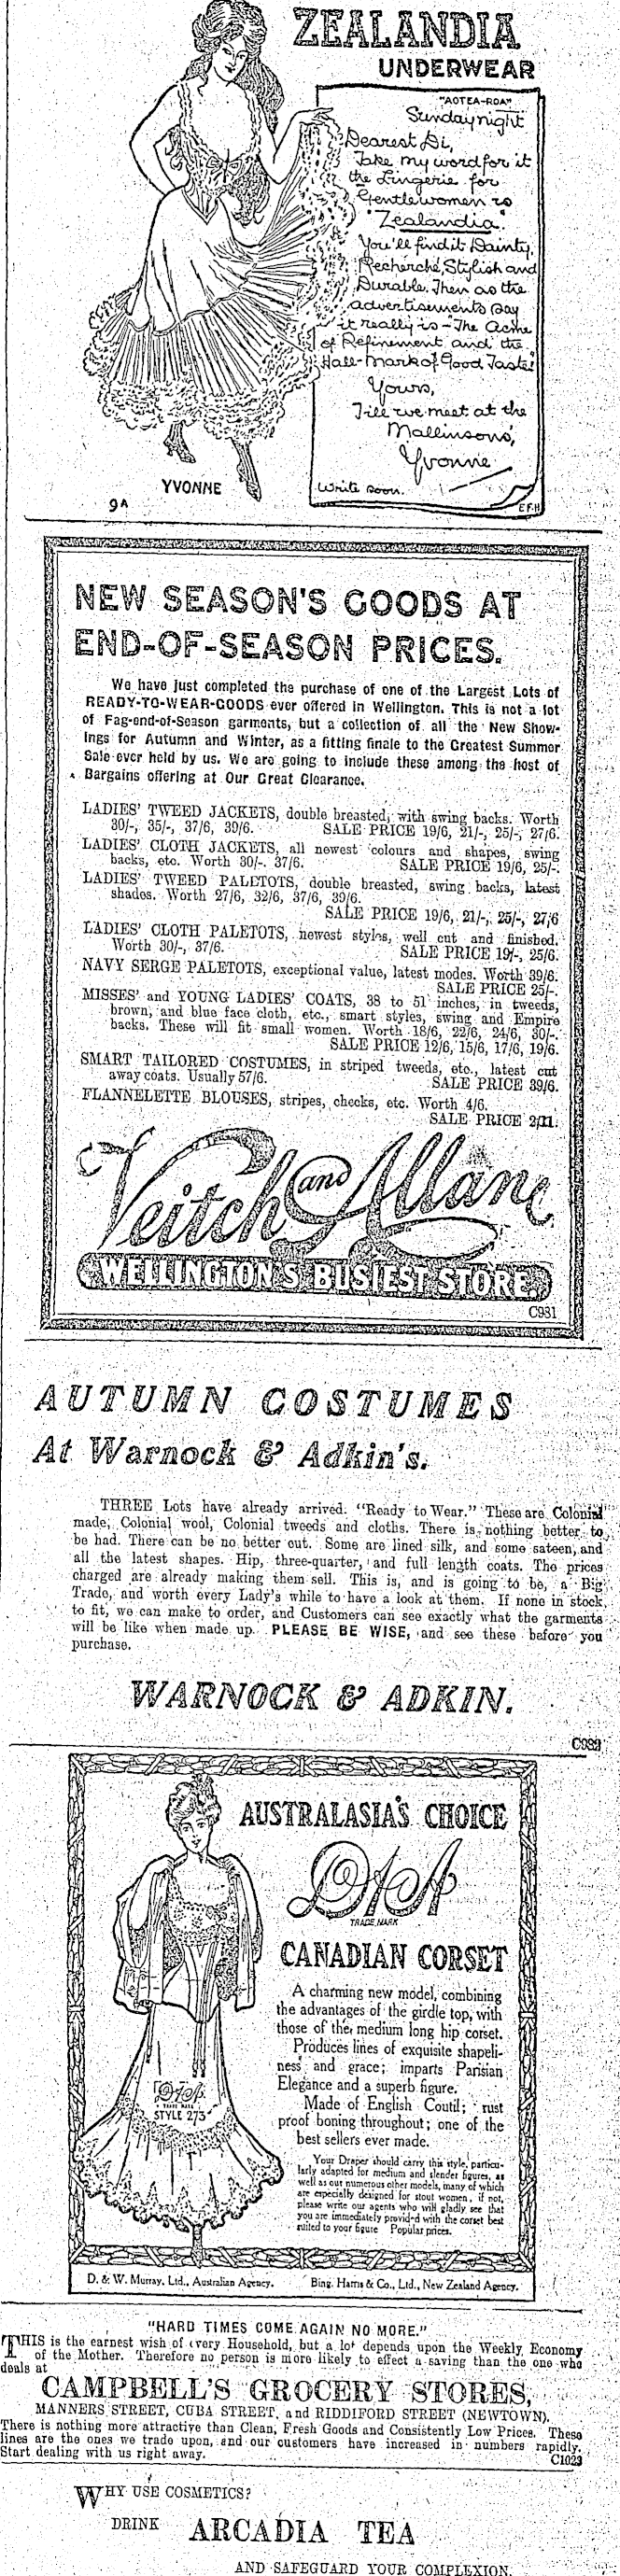 ZEALANDIA
UNDERWEAR
"AOTEA-ROA"
Sunday night
Dearest Di,
Take my word for it
the Lingerie for
Gentlewomen is
"Zealandia".
You'll find it Dainty,
Recherché, Stylish and
Durable. Then as the
advertisements say
it really is - "The Acme
of Refinement and the
Hall-Mark of Good Taste"
Yours,
Till we meet at the
Mallinsons',
Yvonne
Write soon.
E.F.H
YVONNE
9A
NEW SEASON'S GOODS AT
END-OF-SEASON PRICES.
We have just completed the purchase of one of the Largest Lots of
READY-TO-WEAR-GOODS ever offered in Wellington. This is not a lot
of Fag-end-of-Season garments, but a collection of all the New Show-
ings for Autumn and Winter, as a fitting finale to the Greatest Summer
Sale ever held by us. We are going to include these among the host of
Bargains offering at Our Great Clearance.
LADIES' TWEED JACKETS, double breasted, with swing backs. Worth
30/-, 35/-, 37/6, 39/6. SALE PRICE 19/6, 21/-, 25/-, 27/6.
LADIES' CLOTH JACKETS, all newest colours and shapes, swing
backs, etc. Worth 30/-. 37/6. SALE PRICE 19/6, 25/-.
LADIES' TWEED PALETOTS, double breasted, swing backs, latest
shades. Worth 27/6, 32/6, 37/6, 39/6.
SALE PRICE 19/6, 21/-, 25/-, 27/6
LADIES' CLOTH PALETOTS, newest styles, well cut and finished.
Worth 30/-, 37/6. SALE PRICE 19/-, 25/6.
NAVY SERGE PALETOTS, exceptional value, latest modes. Worth 39/6.
SALE PRICE 25/-.
MISSES' and YOUNG LADIES' COATS, 38 to 51 inches, in tweeds,
brown, and blue face cloth, etc., smart styles, swing and Empire
backs. These will fit small women. Worth 18/6, 22/6, 24/6, 30/-.
SALE PRICE 12/6, 15/6, 17/6, 19/6.
SMART TAILORED COSTUMES, in striped tweeds, etc., latest cut
away coats. Usually 57/6. SALE PRICE 39/6.
FLANNELETTE BLOUSES, stripes, checks, etc. Worth 4/6.
SALE PRICE 2/11.
Veitch and Allan
WELLINGTON'S BUSIEST STORE.
C981
AUTUMN COSTUMES
At Warnock & Adkin's.
THREE Lots have already arrived. "Ready to Wear." These are Colonial
made, Colonial wool, Colonial tweeds and cloths. There is nothing better to
be had. There can be no better cut. Some are lined silk, and some sateen, and
all the latest shapes. Hip, three-quarter, and full length coats. The prices
charged are already making them sell. This is, and is going to be, a Big
Trade, and worth every Lady's while to have a look at them. If none in stock
to fit, we can make to order, and Customers can see exactly what the garments
will be like when made up. PLEASE BE WISE, and see these before you
purchase.
WARNOCK & ADKIN.
C982
AUSTRALASIA'S CHOICE
D&A
TRADE MARK
CANADIAN CORSET
A charming new model, combining
the advantages of the girdle top, with
those of the medium long hip corset.
Produces lines of exquisite shapeli-
ness and grace; imparts Parisian
Elegance and a superb figure.
Made of English Coutil; rust
proof boning throughout; one of the
best sellers ever made.
Your Draper should carry this style, particu-
larly adapted for medium and slender figures, as
well as our numerous other models, many of which
are especially designed for stout women, if not,
please write our agents who will gladly see that
you are immediately provided with the corset best
suited to your figure Popular prices.
D&A
TRADE MARK
STYLE 273
D. & W. Murray, Ltd., Australian Agency. Bing, Harris & Co., Ltd., New Zealand Agency.
"HARD TIMES COME AGAIN NO MORE."
THIS is the earnest wish of every Household, but a lot depends upon the Weekly Economy
of the Mother. Therefore no person is more likely to effect a saving than the one who
deals at
CAMPBELL'S GROCERY STORES,
MANNERS STREET, CUBA STREET, and RIDDIFORD STREET (NEWTOWN).
There is nothing more attractive than Clean, Fresh Goods and Consistently Low Prices. These
lines are the ones we trade upon, and our customers have increased in numbers rapidly.
Start dealing with us right away. C1023
WHY USE COSMETICS?
DRINK ARCADIA TEA
AND SAFEGUARD YOUR COMPLEXION.